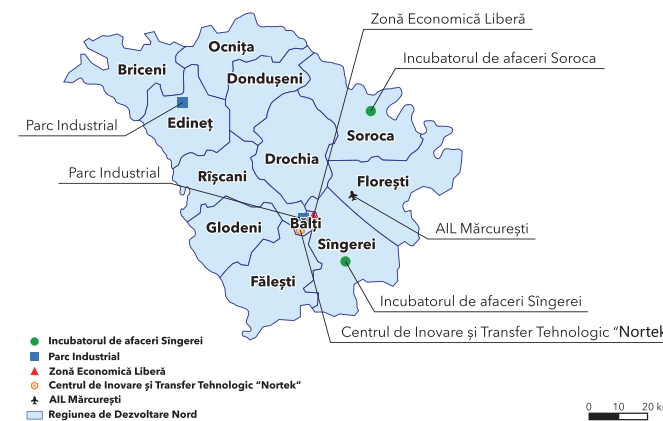 Zonă Economică Liberă
Ocnița
Incubatorul de afaceri Soroca
Briceni
Dondușeni
Parc Industrial
Edineț
Soroca
Drochia
Parc Industrial
Rîșcani
Florești
Bălți
Glodeni
AIL Mărcurești
Sîngerei
Fălești
Incubatorul de afaceri Sîngerei
Centrul de Inovare și Transfer Tehnologic “Nortek
Incubatorul de afaceri Sîngerei
Parc Industrial
Zonă Economică Liberă
Centrul de Inovare și Transfer Tehnologic “Nortek”
AIL Mărcurești
Regiunea de Dezvoltare Nord
0 10 20